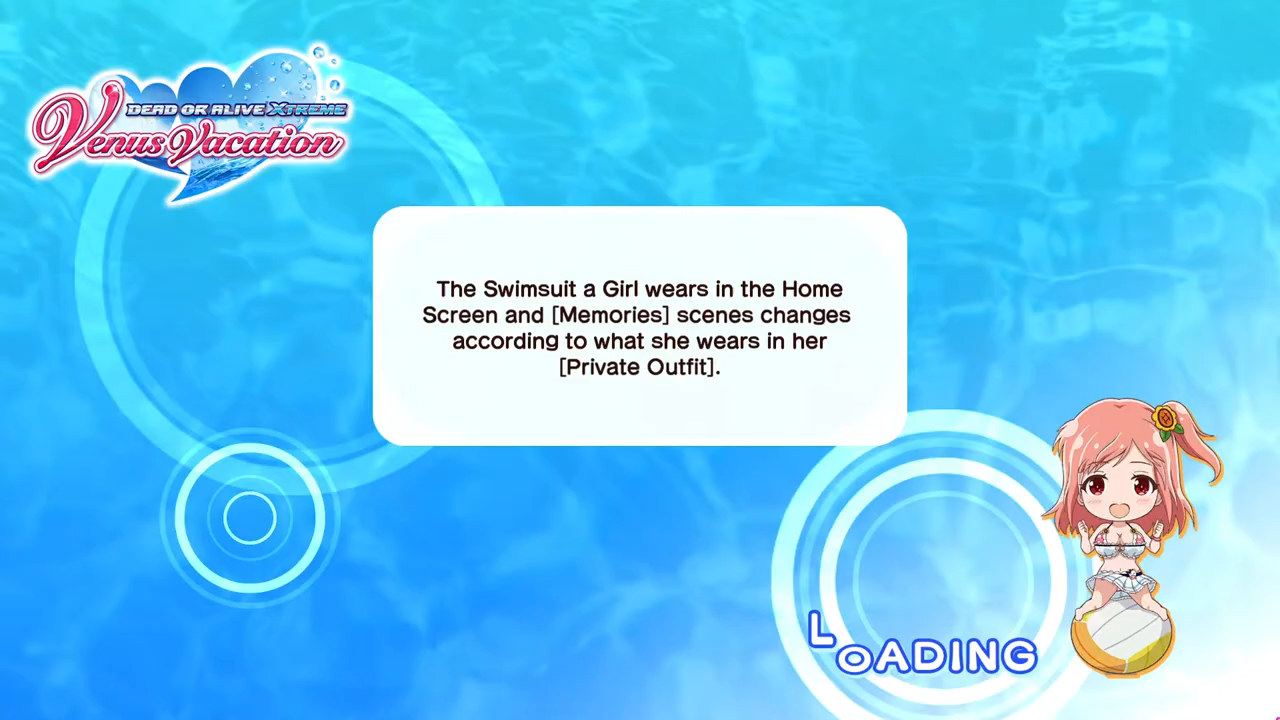 DEAD OR ALIVE XTREME
Venus Vacation
The Swimsuit a Girl wears in the Home
Screen and [Memories] scenes changes
according to what she wears in her
[Private Outfit].
LOADING